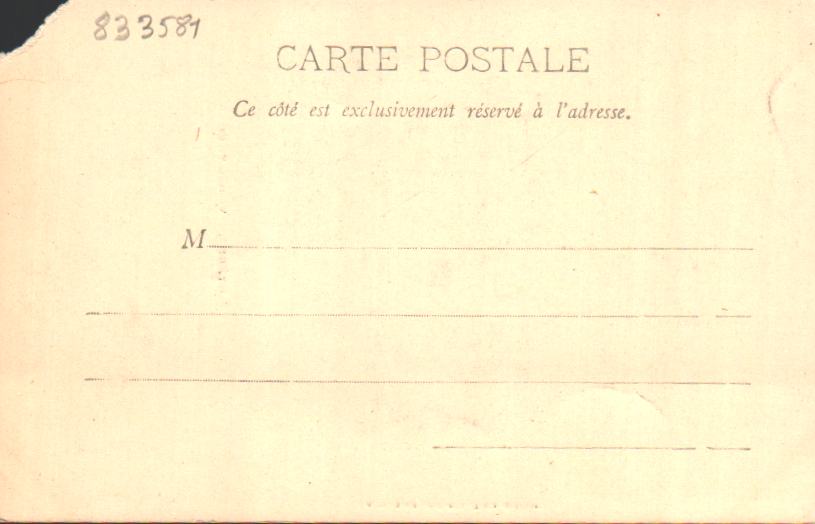 833581
CARTE POSTALE
Ce côté est exclusivement réservé à l'adresse.
M